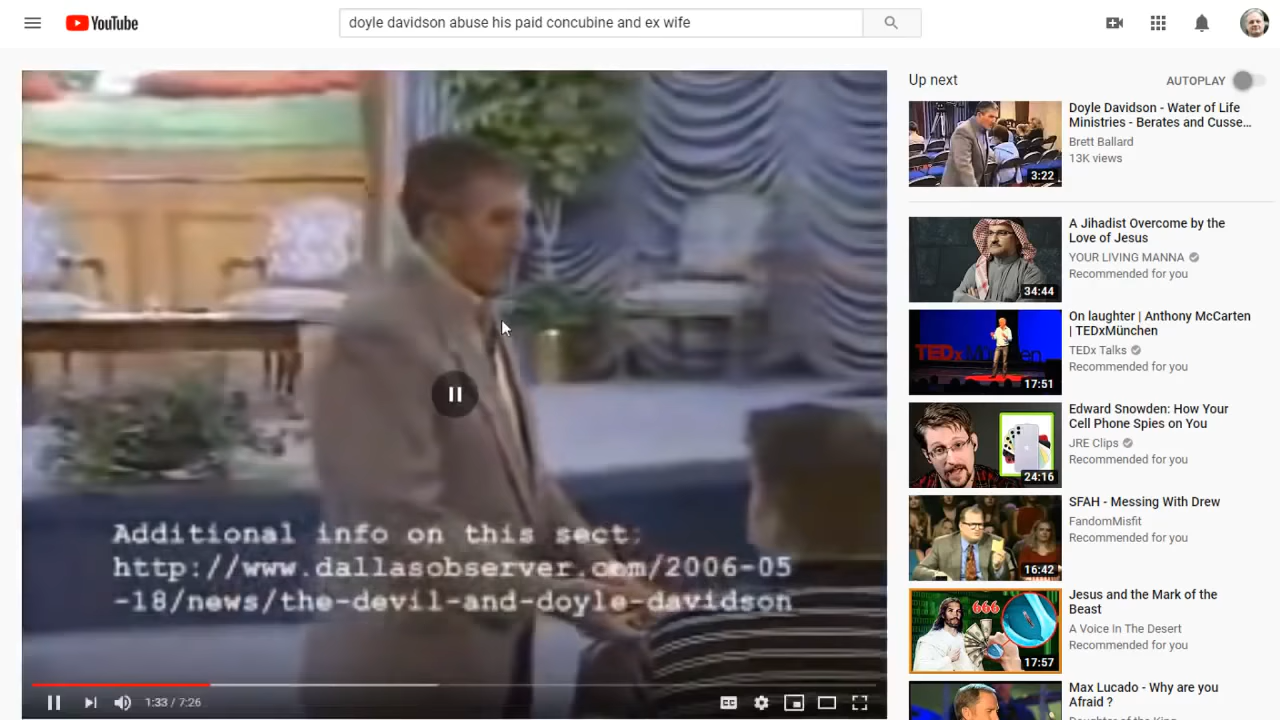 YouTube
doyle davidson abuse his paid concubine and ex wife
Additional info on this sect:
http://www.dallasobserver.com/2006-05
-18/news/the-devil-and-doyle-davidson
1:33 / 7:26
Up next
AUTOPLAY
Doyle Davidson - Water of Life
Ministries - Berates and Cusse...
Brett Ballard
13K views
3:22
A Jihadist Overcome by the
Love of Jesus
YOUR LIVING MANNA
Recommended for you
34:44
On laughter | Anthony McCarten
| TEDxMünchen
TEDx Talks
Recommended for you
TEDx
17:51
Edward Snowden: How Your
Cell Phone Spies on You
JRE Clips
Recommended for you
24:16
SFAH - Messing With Drew
FandomMisfit
Recommended for you
16:42
Jesus and the Mark of the
Beast
A Voice In The Desert
Recommended for you
666
17:57
Max Lucado - Why are you
Afraid ?
Daughter of the King